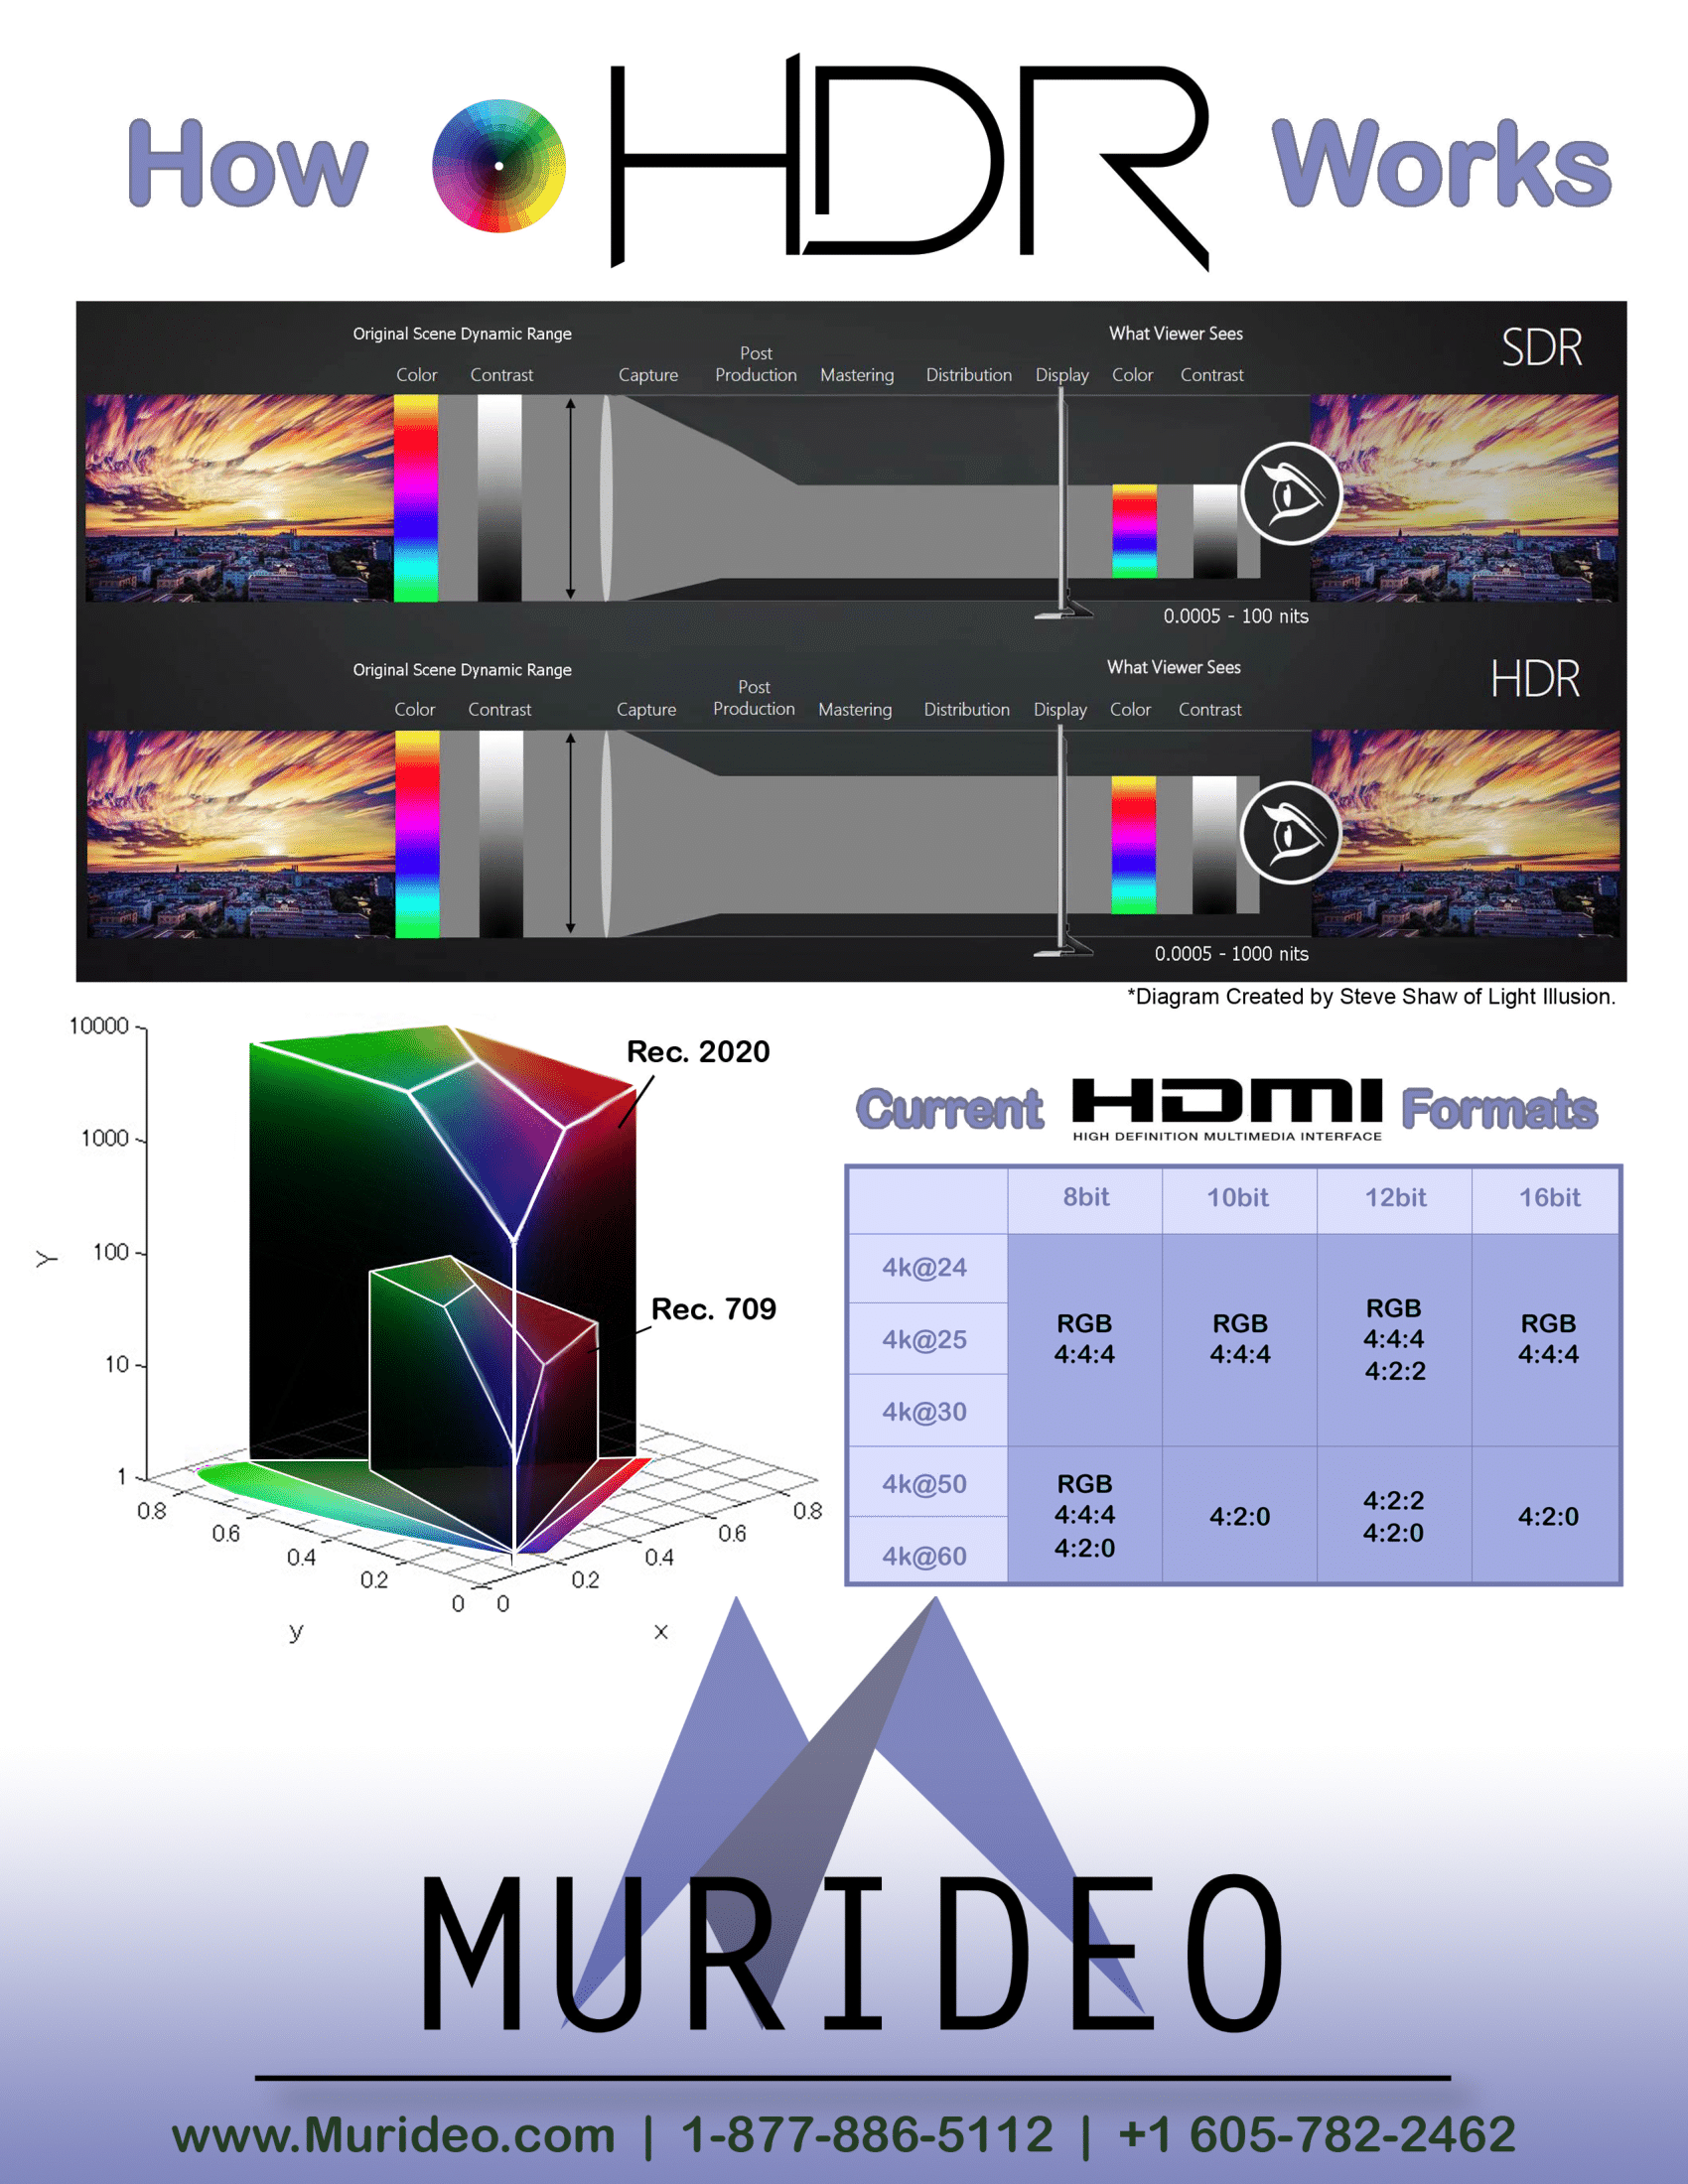 How HDR Works
Original Scene Dynamic Range
What Viewer Sees
SDR
Color Contrast Capture Post Production Mastering Distribution Display Color Contrast
0.0005 - 100 nits
Original Scene Dynamic Range
What Viewer Sees
HDR
Color Contrast Capture Post Production Mastering Distribution Display Color Contrast
0.0005 - 1000 nits
*Diagram Created by Steve Shaw of Light Illusion.
10000
1000
100
10
1
Y
Rec. 2020
Rec. 709
0.8
0.6
0.4
0.2
0
y
0
0.2
0.4
0.6
0.8
x
Current HDMI Formats
HIGH DEFINITION MULTIMEDIA INTERFACE
8bit 10bit 12bit 16bit
4k@24
4k@25
4k@30
RGB
4:4:4
RGB
4:4:4
RGB
4:4:4
4:2:2
RGB
4:4:4
4k@50
4k@60
RGB
4:4:4
4:2:0
4:2:0
4:2:2
4:2:0
4:2:0
MURIDEO
www.Murideo.com | 1-877-886-5112 | +1 605-782-2462